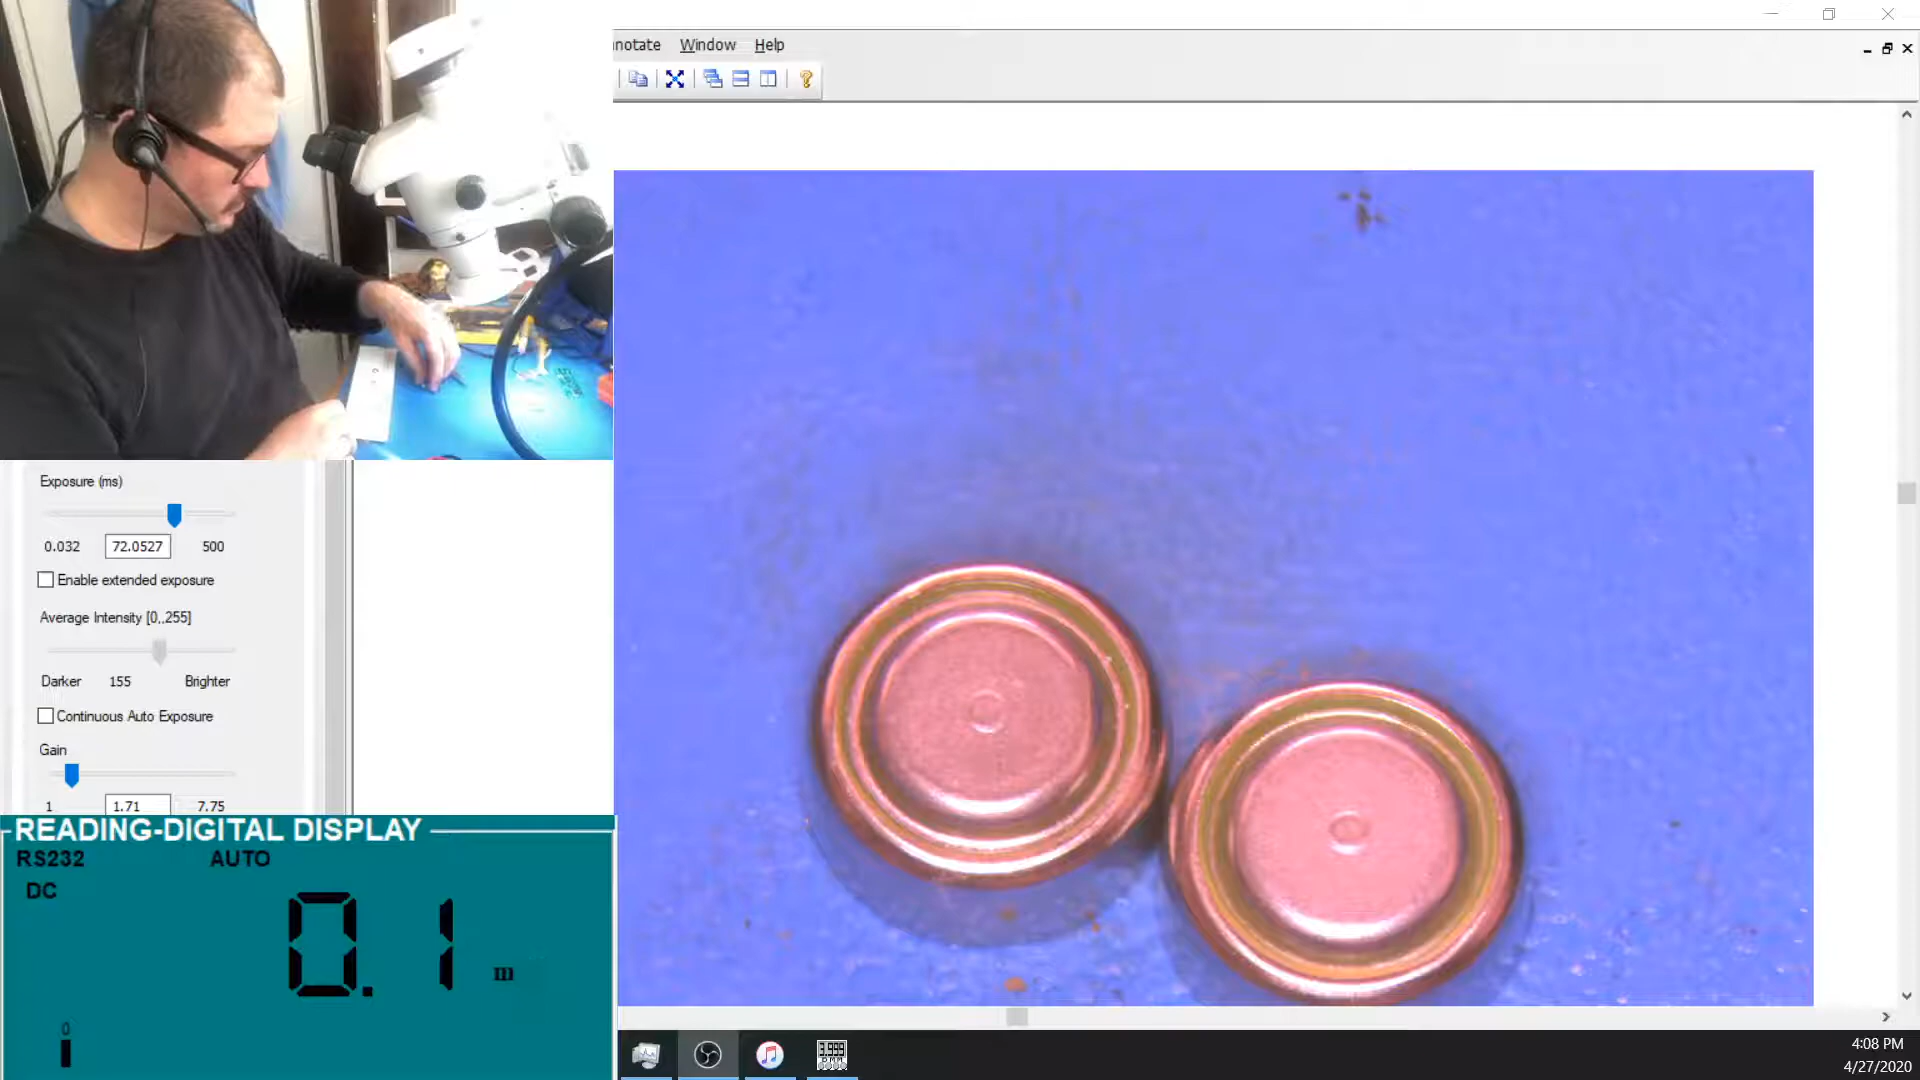 notate Window Help
Exposure (ms)
0.032 72.0527 500
Enable extended exposure
Average Intensity [0,,255]
Darker 155 Brighter
Continuous Auto Exposure
Gain
1 1.71 7.75
READING-DIGITAL DISPLAY
RS232 AUTO
DC
0.1 m
0
4:08 PM
4/27/2020